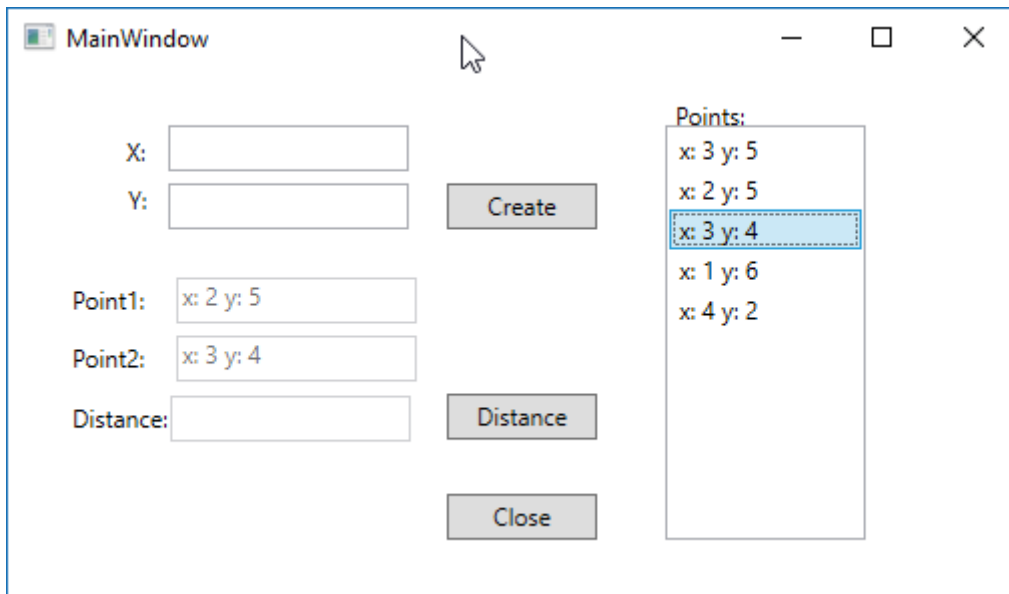 MainWindow
X:
Y:
Create
Point1: x: 2 y: 5
Point2: x: 3 y: 4
Distance:
Distance
Close
Points:
x: 3 y: 5
x: 2 y: 5
x: 3 y: 4
x: 1 y: 6
x: 4 y: 2